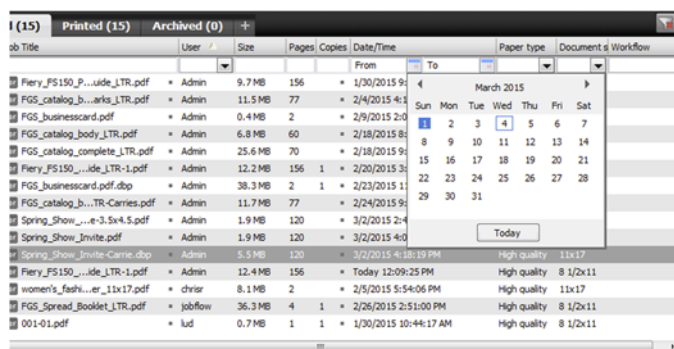 (15) Printed (15) Archived (0) +
ob Title User Size Pages Copies Date/Time Paper type Document s Workflow
From To
Fiery_FS150_P...uide_LTR.pdf Admin 9.7 MB 156 1/30/2015 9:
FGS_catalog_b...arks_LTR.pdf Admin 11.5 MB 77 2/4/2015 4:1
FGS_businesscard.pdf Admin 0.4 MB 2 2/9/2015 2:0
FGS_catalog_body_LTR.pdf Admin 6.8 MB 60 2/18/2015 8:
FGS_catalog_complete_LTR.pdf Admin 25.6 MB 70 2/18/2015 9:
Fiery_FS150_...ide_LTR-1.pdf Admin 12.2 MB 156 1 2/20/2015 3:
FGS_businesscard.pdf.dbp Admin 38.3 MB 2 1 2/23/2015 11
FGS_catalog_b...TR-Carries.pdf Admin 11.7 MB 77 2/24/2015 9:
Spring_Show_...e-3.5x4.5.pdf Admin 1.9 MB 120 3/2/2015 2:4
Spring_Show_Invite.pdf Admin 1.9 MB 120 3/2/2015 4:0
Spring_Show_Invite-Carrie.dbp Admin 5.5 MB 120 3/2/2015 4:18:19 PM High quality 11x17
Fiery_FS150_...ide_LTR-1.pdf Admin 12.4 MB 156 Today 12:09:25 PM High quality 8 1/2x11
women's_fashi...er_11x17.pdf chrisr 8.1 MB 2 2/5/2015 5:54:06 PM High quality 11x17
FGS_Spread_Booklet_LTR.pdf jobflow 36.3 MB 4 1 2/26/2015 2:51:00 PM High quality 8 1/2x11
001-01.pdf lud 0.7 MB 1 1 1/30/2015 10:44:17 AM High quality 8 1/2x11
March 2015
Sun Mon Tue Wed Thu Fri Sat
1 2 3 4 5 6 7
8 9 10 11 12 13 14
15 16 17 18 19 20 21
22 23 24 25 26 27 28
29 30 31
Today